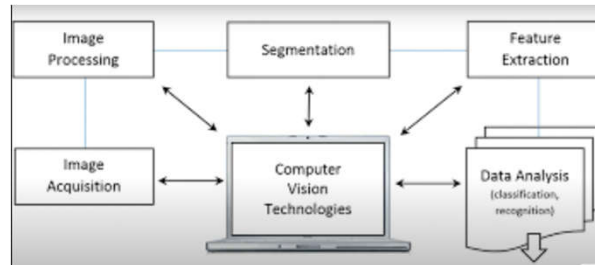 Image
Processing
Segmentation
Feature
Extraction
Image
Acquisition
Computer
Vision
Technologies
Data Analysis
(classification,
recognition)